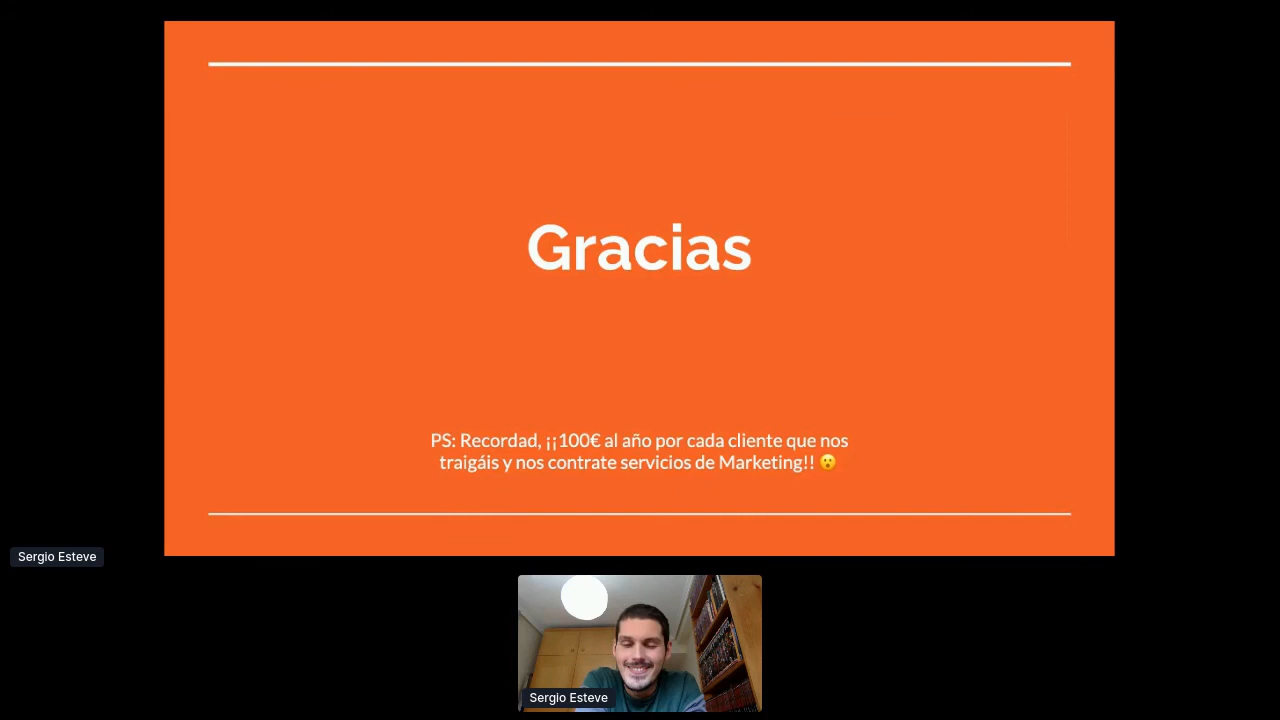 Gracias
PS: Recordad, ¡¡100€ al año por cada cliente que nos
traigáis y nos contrate servicios de Marketing!! 😮
Sergio Esteve
Sergio Esteve